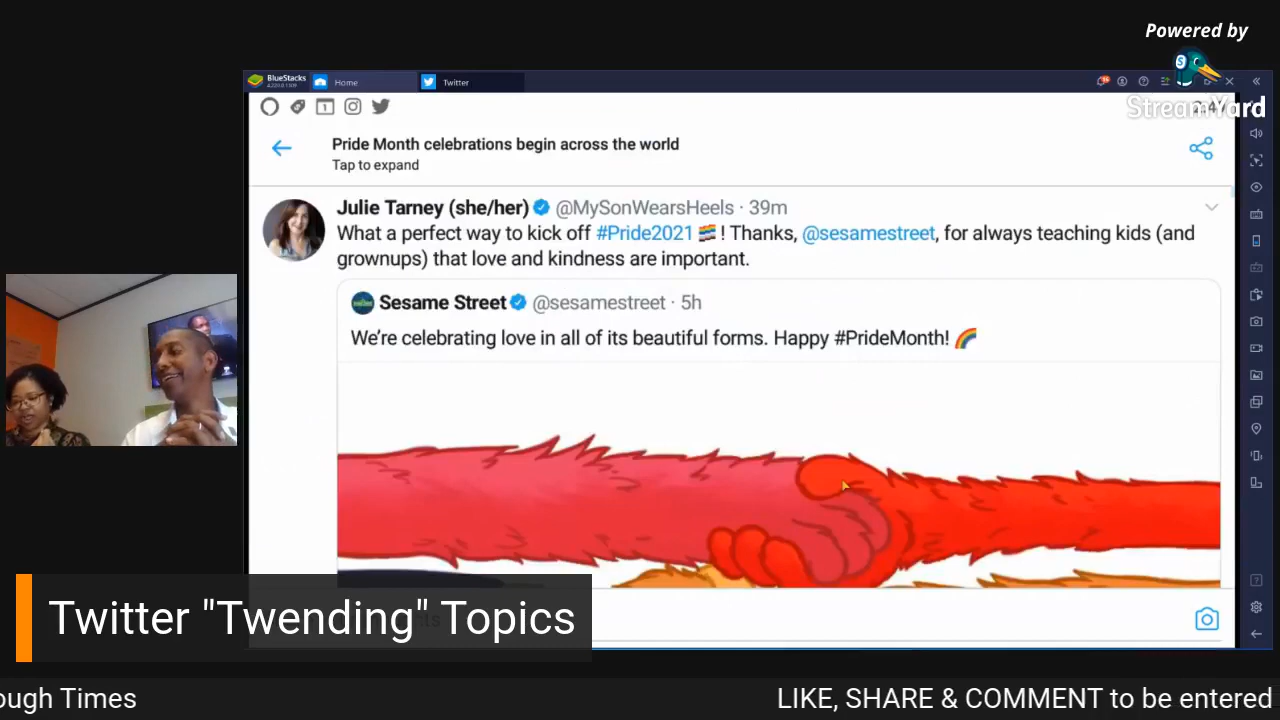 Powered by
StreamYard
BlueStacks
Home
Twitter
Pride Month celebrations begin across the world
Tap to expand
Julie Tarney (she/her) @MySonWearsHeels · 39m
What a perfect way to kick off #Pride2021 ! Thanks, @sesamestreet, for always teaching kids (and
grownups) that love and kindness are important.
Sesame Street @sesamestreet · 5h
We’re celebrating love in all of its beautiful forms. Happy #PrideMonth! 🌈
Twitter "Twending" Topics
ough Times
LIKE, SHARE & COMMENT to be entered